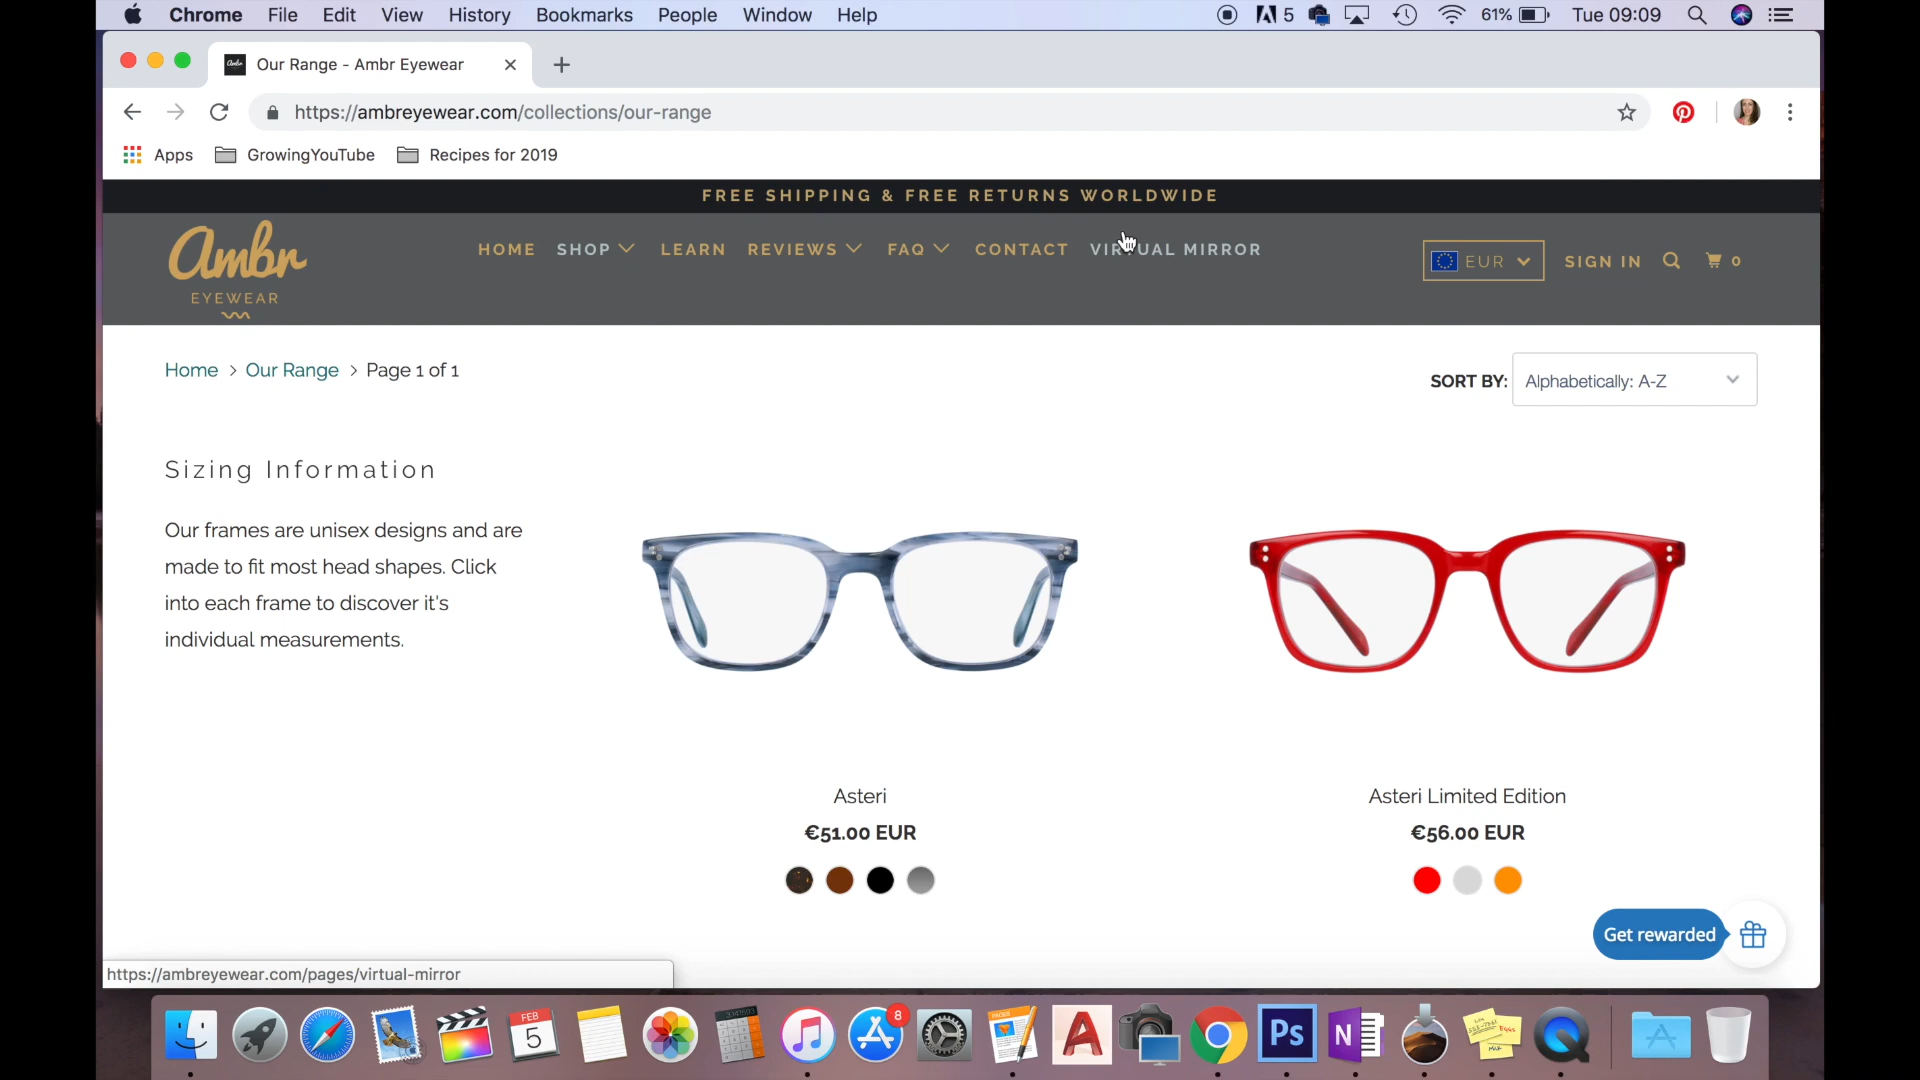 Chrome File Edit View History Bookmarks People Window Help 5 61% Tue 09:09
Our Range - Ambr Eyewear
https://ambreyewear.com/collections/our-range
Apps GrowingYouTube Recipes for 2019
FREE SHIPPING & FREE RETURNS WORLDWIDE
Ambr
EYEWEAR
HOME SHOP LEARN REVIEWS FAQ CONTACT VIRTUAL MIRROR
EUR SIGN IN 0
Home > Our Range > Page 1 of 1
SORT BY: Alphabetically: A-Z
Sizing Information
Our frames are unisex designs and are
made to fit most head shapes. Click
into each frame to discover it's
individual measurements.
Asteri
€51.00 EUR
Asteri Limited Edition
€56.00 EUR
Get rewarded
https://ambreyewear.com/pages/virtual-mirror
FEB
5
8
PAGES
Ps
N